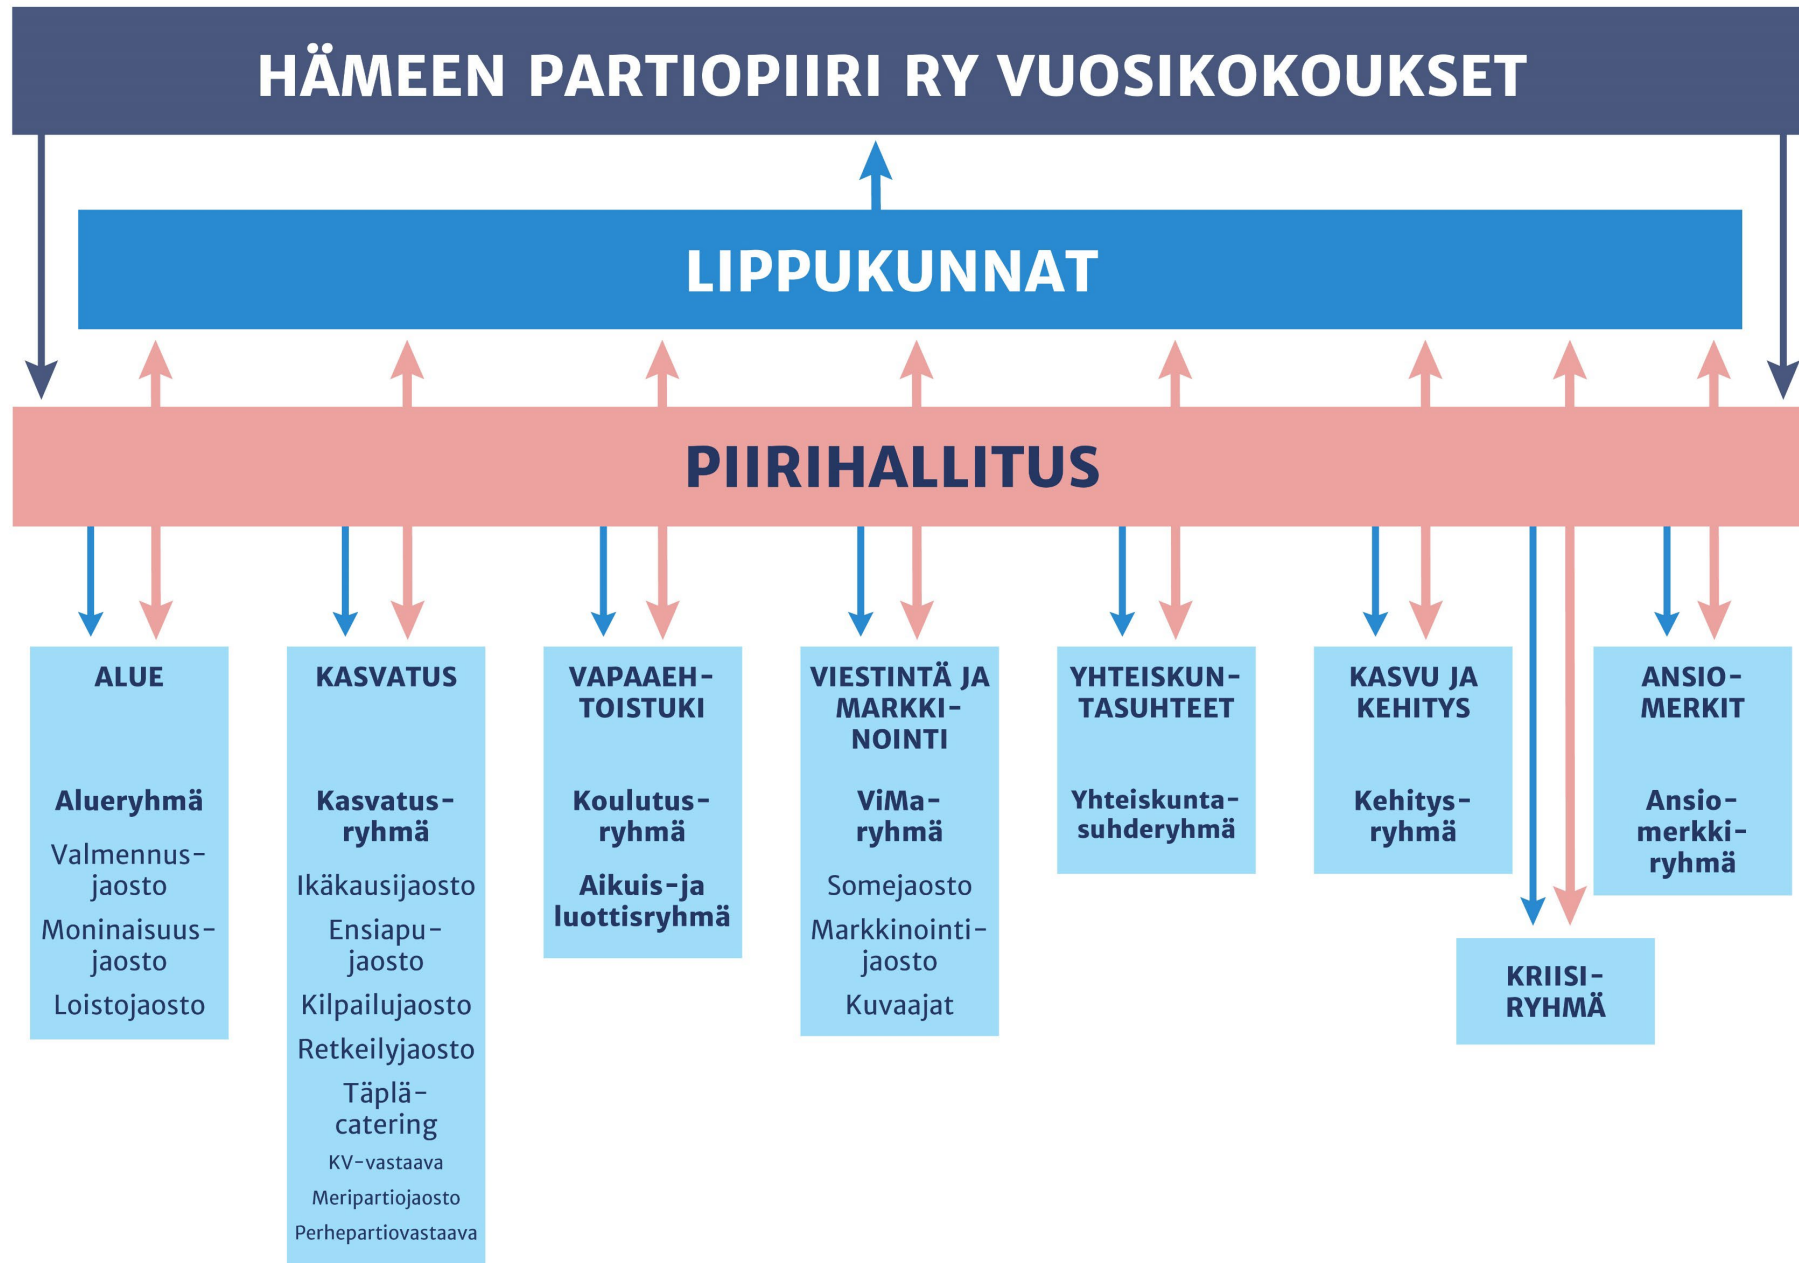 HÄMEEN PARTIOPIIRI RY VUOSIKOKOUKSET
LIPPUKUNNAT
PIIRIHALLITUS
ALUE
Alueryhmä
Valmennus-
jaosto
Moninaisuus-
jaosto
Loistojaosto
KASVATUS
Kasvatus-
ryhmä
Ikäkausijaosto
Ensiapu-
jaosto
Kilpailujaosto
Retkeilyjaosto
Täplä-
catering
KV-vastaava
Meripartiojaosto
Perhepartiovastaava
VAPAAEH-
TOISTUKI
Koulutus-
ryhmä
Aikuis-ja
luottisryhmä
VIESTINTÄ JA
MARKKI-
NOINTI
ViMa-
ryhmä
Somejaosto
Markkinointi-
jaosto
Kuvaajat
YHTEISKUN-
TASUHTEET
Yhteiskunta-
suhderyhmä
KASVU JA
KEHITYS
Kehitys-
ryhmä
KRIISI-
RYHMÄ
ANSIO-
MERKIT
Ansio-
merkki-
ryhmä